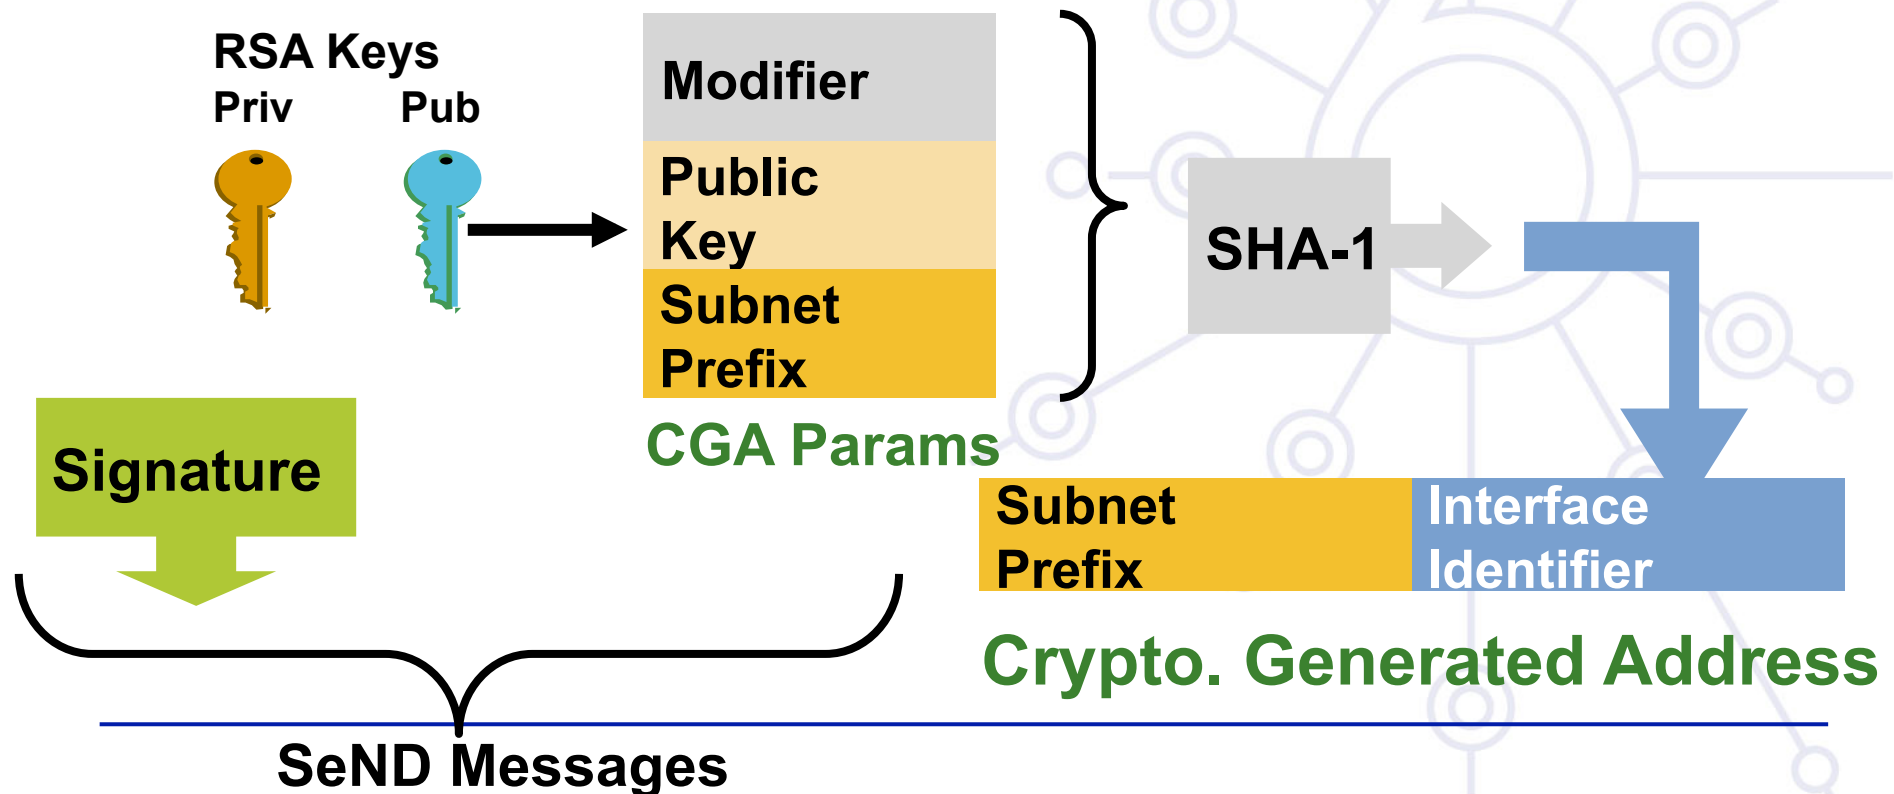 RSA Keys
Priv Pub
Modifier
Public
Key
Subnet
Prefix
CGA Params
SHA-1
Signature
Subnet
Prefix
Interface
Identifier
Crypto. Generated Address
SeND Messages